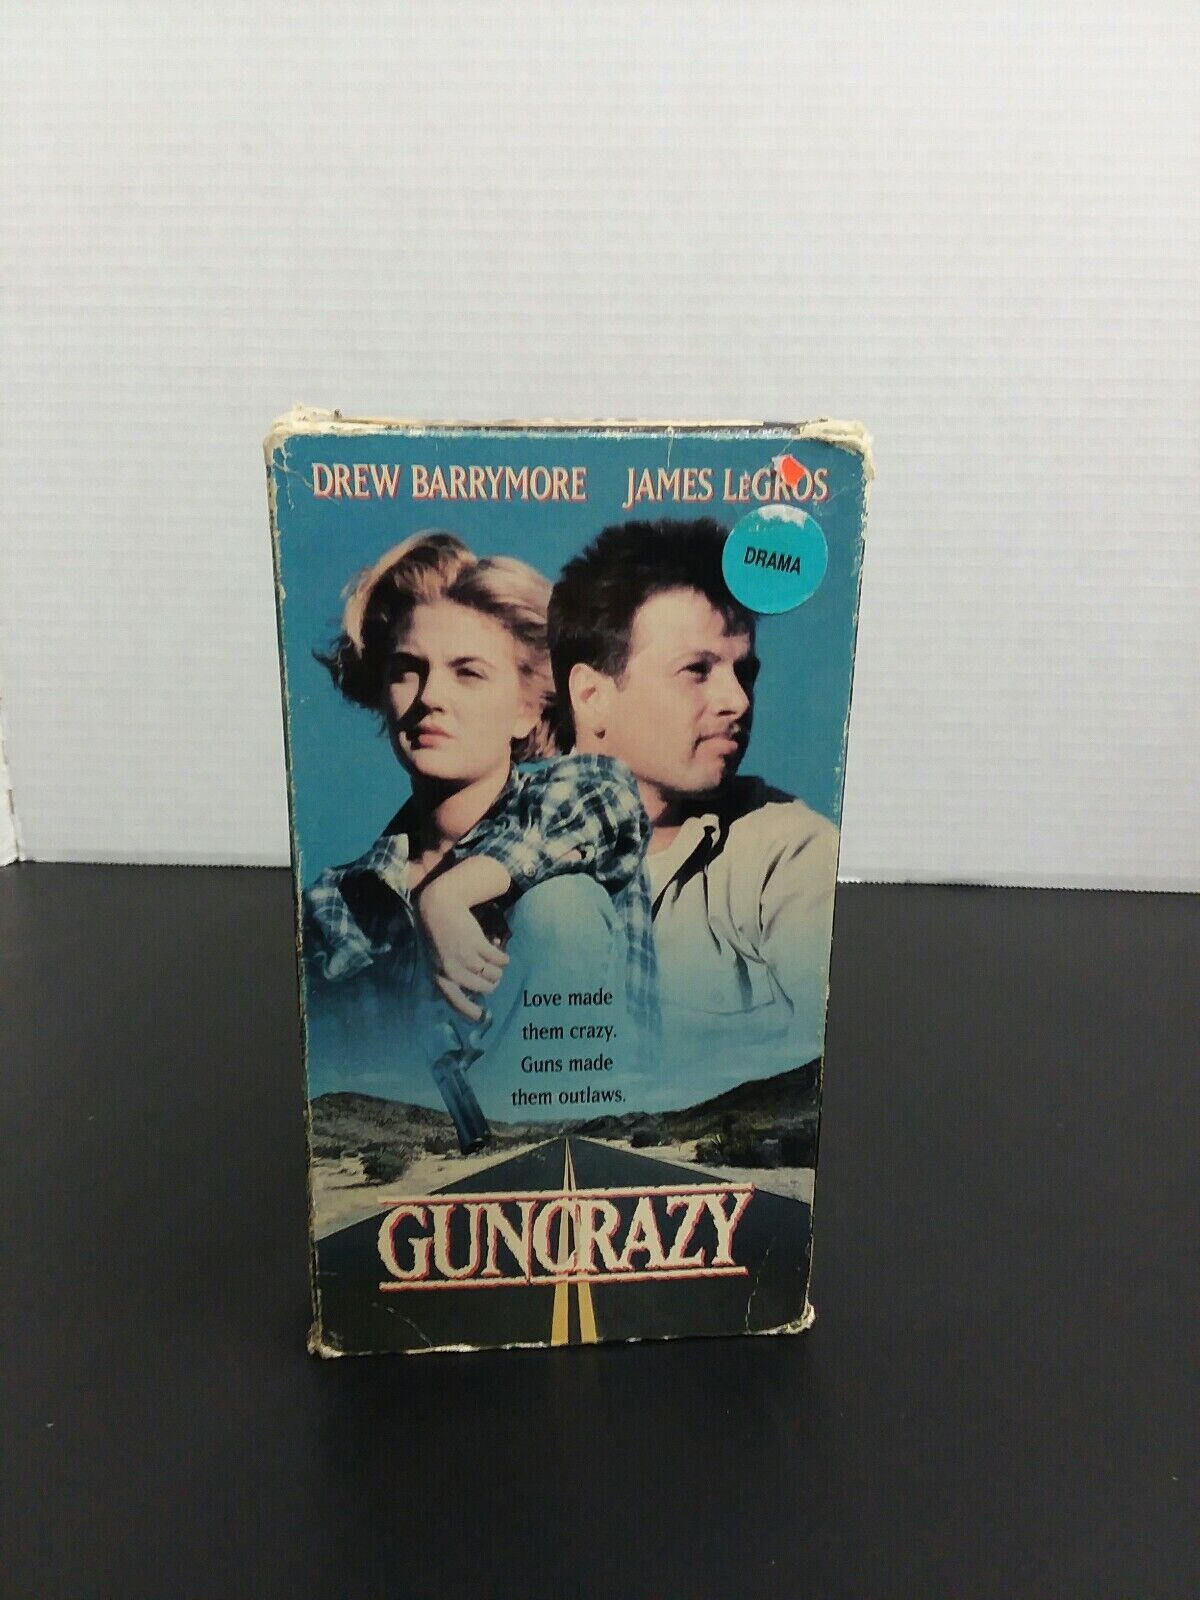 DREW BARRYMORE JAMES LeGROS
DRAMA
Love made
them crazy.
Guns made
them outlaws.
GUNCRAZY